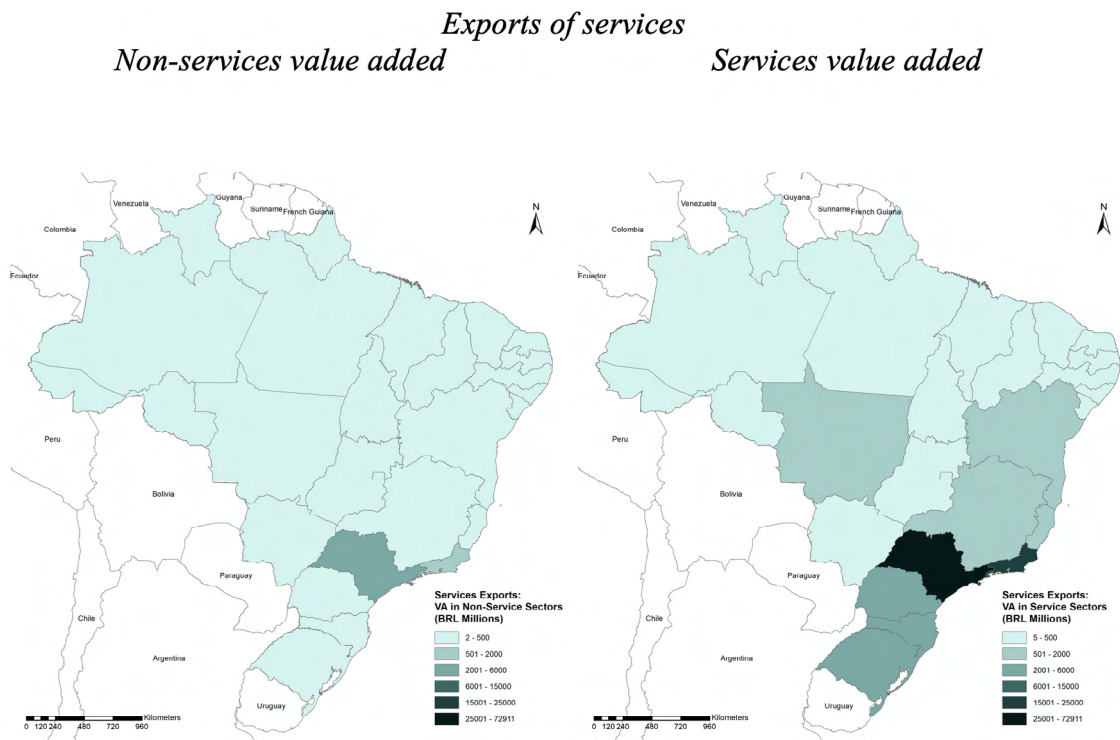 Exports of services
Non-services value added
Services value added
Venezuela
Guyana
Suriname
French Guiana
Colombia
Ecuador
Peru
Bolivia
Paraguay
Chile
Argentina
Uruguay
N
Services Exports:
VA in Non-Service Sectors
(BRL Millions)
2 - 500
501 - 2000
2001 - 6000
6001 - 15000
15001 - 25000
25001 - 72911
Kilometers
0 120 240 480 720 960
Venezuela
Guyana
Suriname
French Guiana
Colombia
Ecuador
Peru
Bolivia
Paraguay
Chile
Argentina
Uruguay
N
Services Exports:
VA in Service Sectors
(BRL Millions)
5 - 500
501 - 2000
2001 - 6000
6001 - 15000
15001 - 25000
25001 - 72911
Kilometers
0 120 240 480 720 960